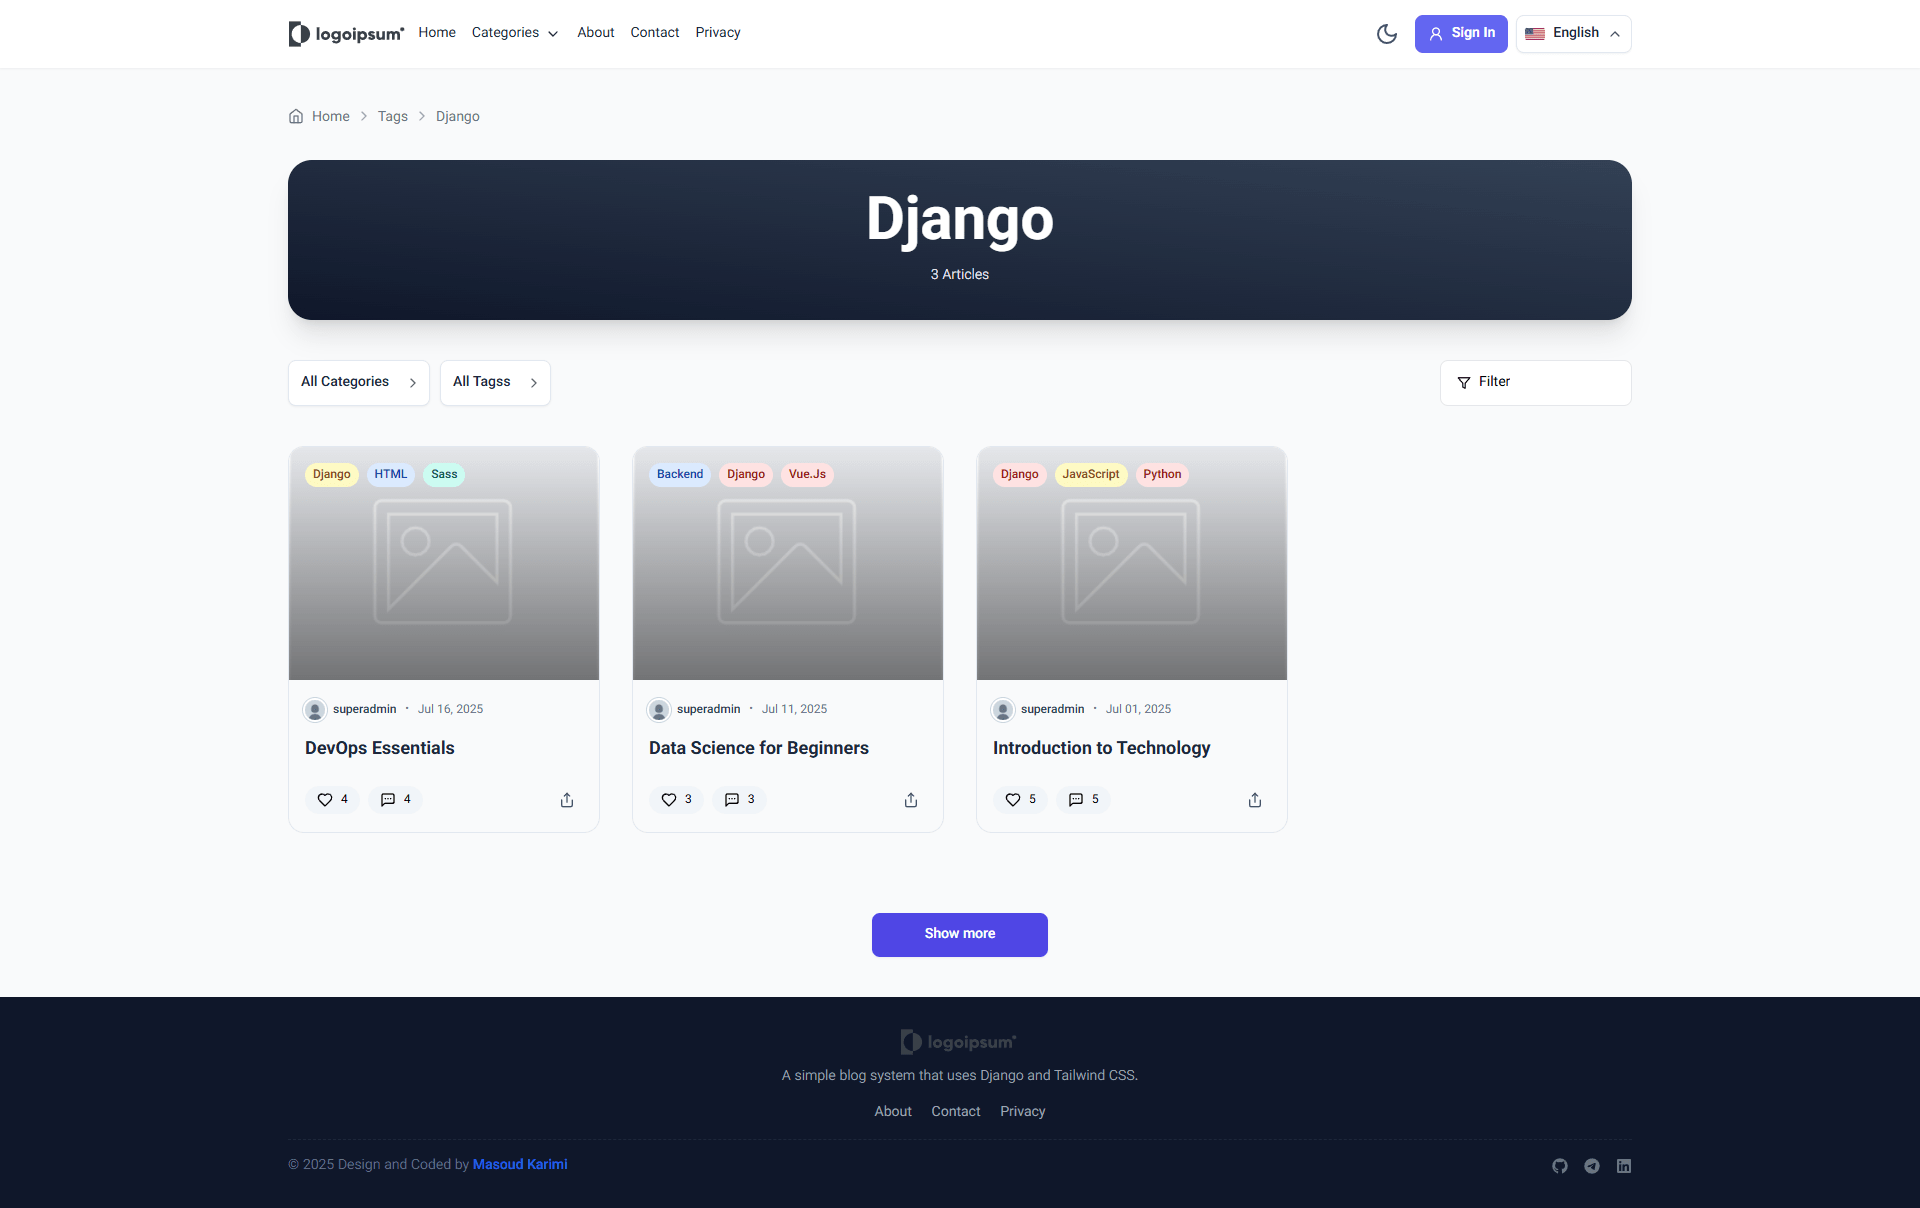 logoipsum Home Categories About Contact Privacy Sign In English
Home Tags Django
Django
3 Articles
All Categories All Tagss Filter
Django HTML Sass
superadmin · Jul 16, 2025
DevOps Essentials
4 4
Backend Django Vue.Js
superadmin · Jul 11, 2025
Data Science for Beginners
3 3
Django JavaScript Python
superadmin · Jul 01, 2025
Introduction to Technology
5 5
Show more
logoipsum
A simple blog system that uses Django and Tailwind CSS.
About Contact Privacy
© 2025 Design and Coded by Masoud Karimi